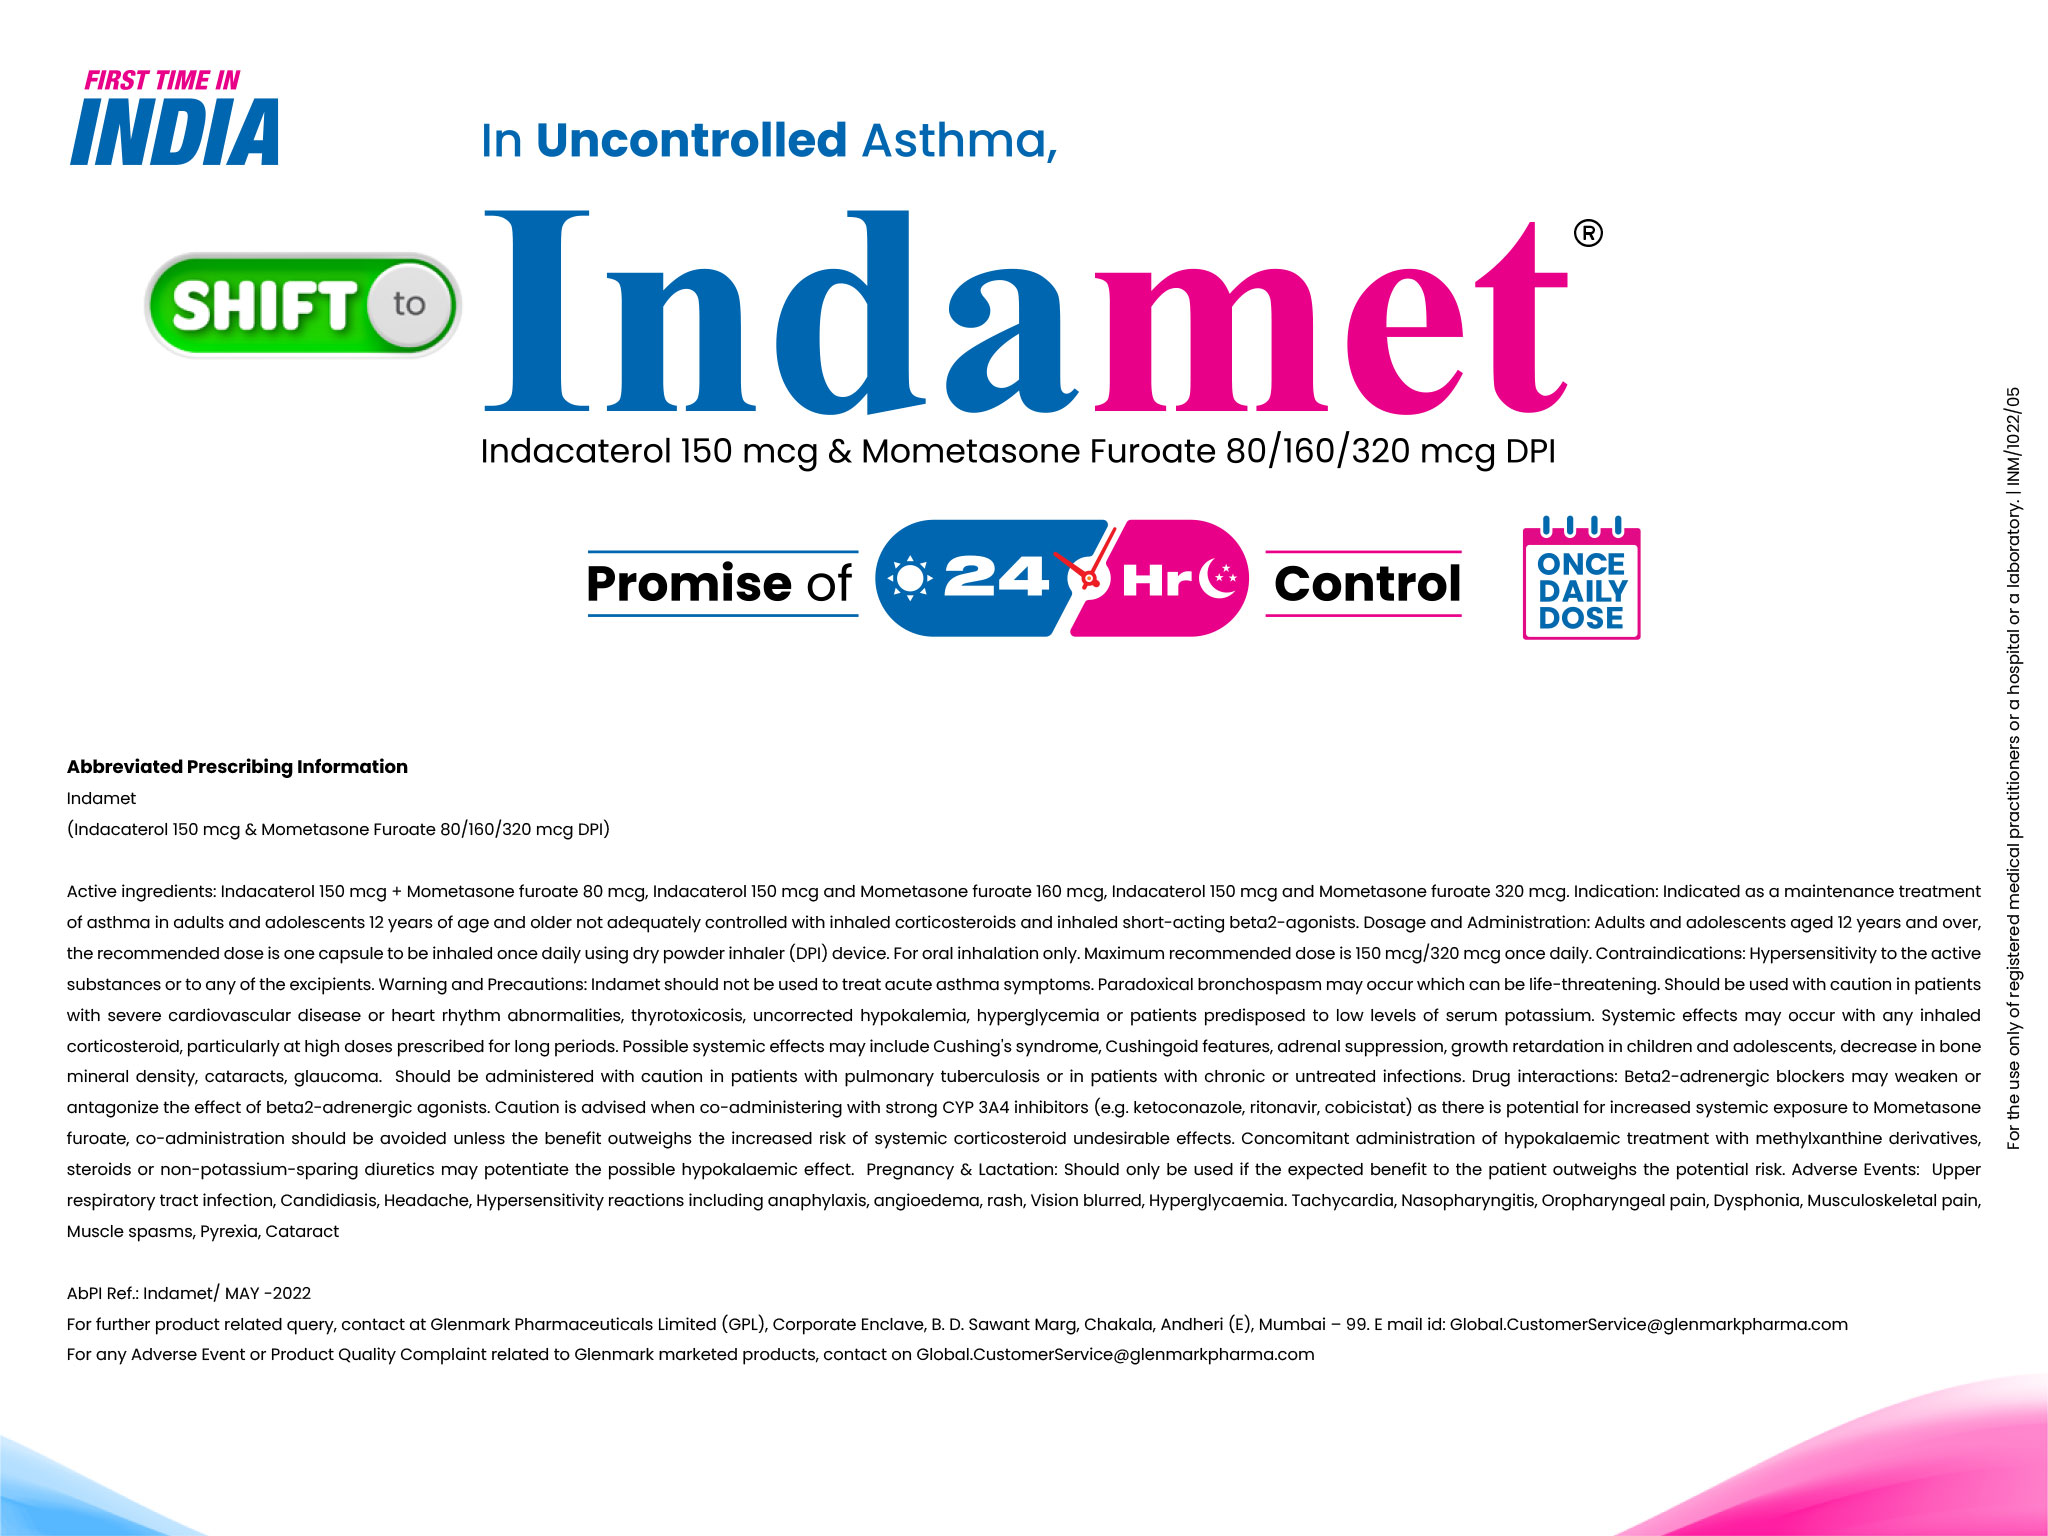 FIRST TIME IN
INDIA
In Uncontrolled Asthma,
SHIFT to
Indamet®
Indacaterol 150 mcg & Mometasone Furoate 80/160/320 mcg DPI
Promise of 24 Hr Control
ONCE
DAILY
DOSE
Abbreviated Prescribing Information
Indamet
(Indacaterol 150 mcg & Mometasone Furoate 80/160/320 mcg DPI)
Active ingredients: Indacaterol 150 mcg + Mometasone furoate 80 mcg, Indacaterol 150 mcg and Mometasone furoate 160 mcg, Indacaterol 150 mcg and Mometasone furoate 320 mcg. Indication: Indicated as a maintenance treatment
of asthma in adults and adolescents 12 years of age and older not adequately controlled with inhaled corticosteroids and inhaled short-acting beta2-agonists. Dosage and Administration: Adults and adolescents aged 12 years and over,
the recommended dose is one capsule to be inhaled once daily using dry powder inhaler (DPI) device. For oral inhalation only. Maximum recommended dose is 150 mcg/320 mcg once daily. Contraindications: Hypersensitivity to the active
substances or to any of the excipients. Warning and Precautions: Indamet should not be used to treat acute asthma symptoms. Paradoxical bronchospasm may occur which can be life-threatening. Should be used with caution in patients
with severe cardiovascular disease or heart rhythm abnormalities, thyrotoxicosis, uncorrected hypokalemia, hyperglycemia or patients predisposed to low levels of serum potassium. Systemic effects may occur with any inhaled
corticosteroid, particularly at high doses prescribed for long periods. Possible systemic effects may include Cushing's syndrome, Cushingoid features, adrenal suppression, growth retardation in children and adolescents, decrease in bone
mineral density, cataracts, glaucoma. Should be administered with caution in patients with pulmonary tuberculosis or in patients with chronic or untreated infections. Drug interactions: Beta2-adrenergic blockers may weaken or
antagonize the effect of beta2-adrenergic agonists. Caution is advised when co-administering with strong CYP 3A4 inhibitors (e.g. ketoconazole, ritonavir, cobicistat) as there is potential for increased systemic exposure to Mometasone
furoate, co-administration should be avoided unless the benefit outweighs the increased risk of systemic corticosteroid undesirable effects. Concomitant administration of hypokalaemic treatment with methylxanthine derivatives,
steroids or non-potassium-sparing diuretics may potentiate the possible hypokalaemic effect. Pregnancy & Lactation: Should only be used if the expected benefit to the patient outweighs the potential risk. Adverse Events: Upper
respiratory tract infection, Candidiasis, Headache, Hypersensitivity reactions including anaphylaxis, angioedema, rash, Vision blurred, Hyperglycaemia. Tachycardia, Nasopharyngitis, Oropharyngeal pain, Dysphonia, Musculoskeletal pain,
Muscle spasms, Pyrexia, Cataract
AbPI Ref.: Indamet/ MAY -2022
For further product related query, contact at Glenmark Pharmaceuticals Limited (GPL), Corporate Enclave, B. D. Sawant Marg, Chakala, Andheri (E), Mumbai – 99. E mail id: Global.CustomerService@glenmarkpharma.com
For any Adverse Event or Product Quality Complaint related to Glenmark marketed products, contact on Global.CustomerService@glenmarkpharma.com
For the use only of registered medical practitioners or a hospital or a laboratory. | INM/1022/05